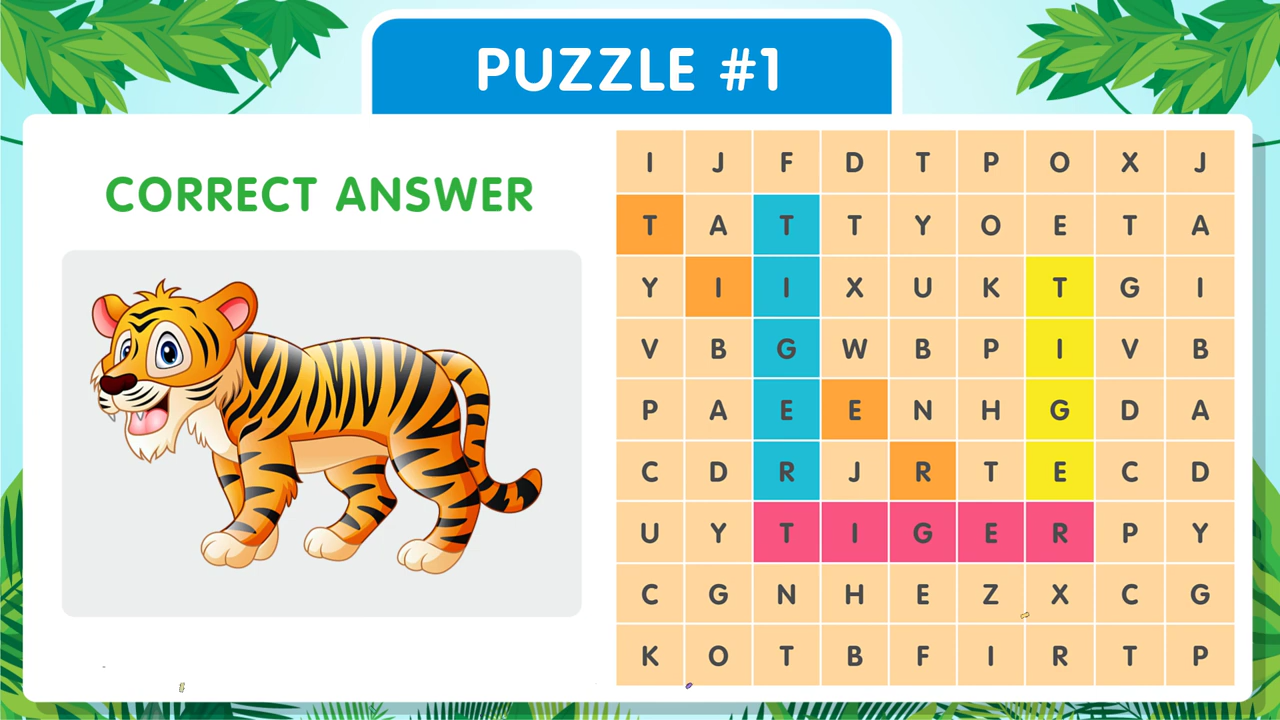 PUZZLE #1
CORRECT ANSWER
I J F D T P O X J
T A T T Y O E T A
Y I I X U K T G I
V B G W B P I V B
P A E E N H G D A
C D R J R T E C D
U Y T I G E R P Y
C G N H E Z X C G
K O T B F I R T P